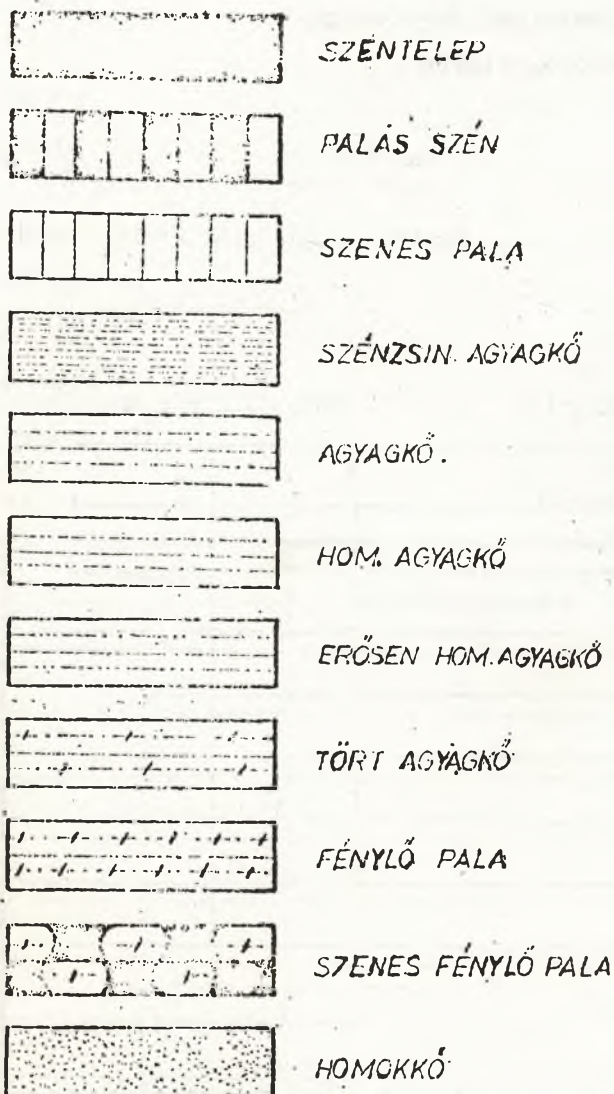 SZÉNTELEP
PALÁS SZÉN
SZENES PALA
SZÉNZSIN. AGYAGKŐ
AGYAGKŐ.
HOM. AGYAGKŐ
ERŐSEN HOM. AGYAGKŐ
TÖRT AGYAGKŐ
FÉNYLŐ PALA
SZENES FÉNYLŐ PALA
HOMOKKŐ